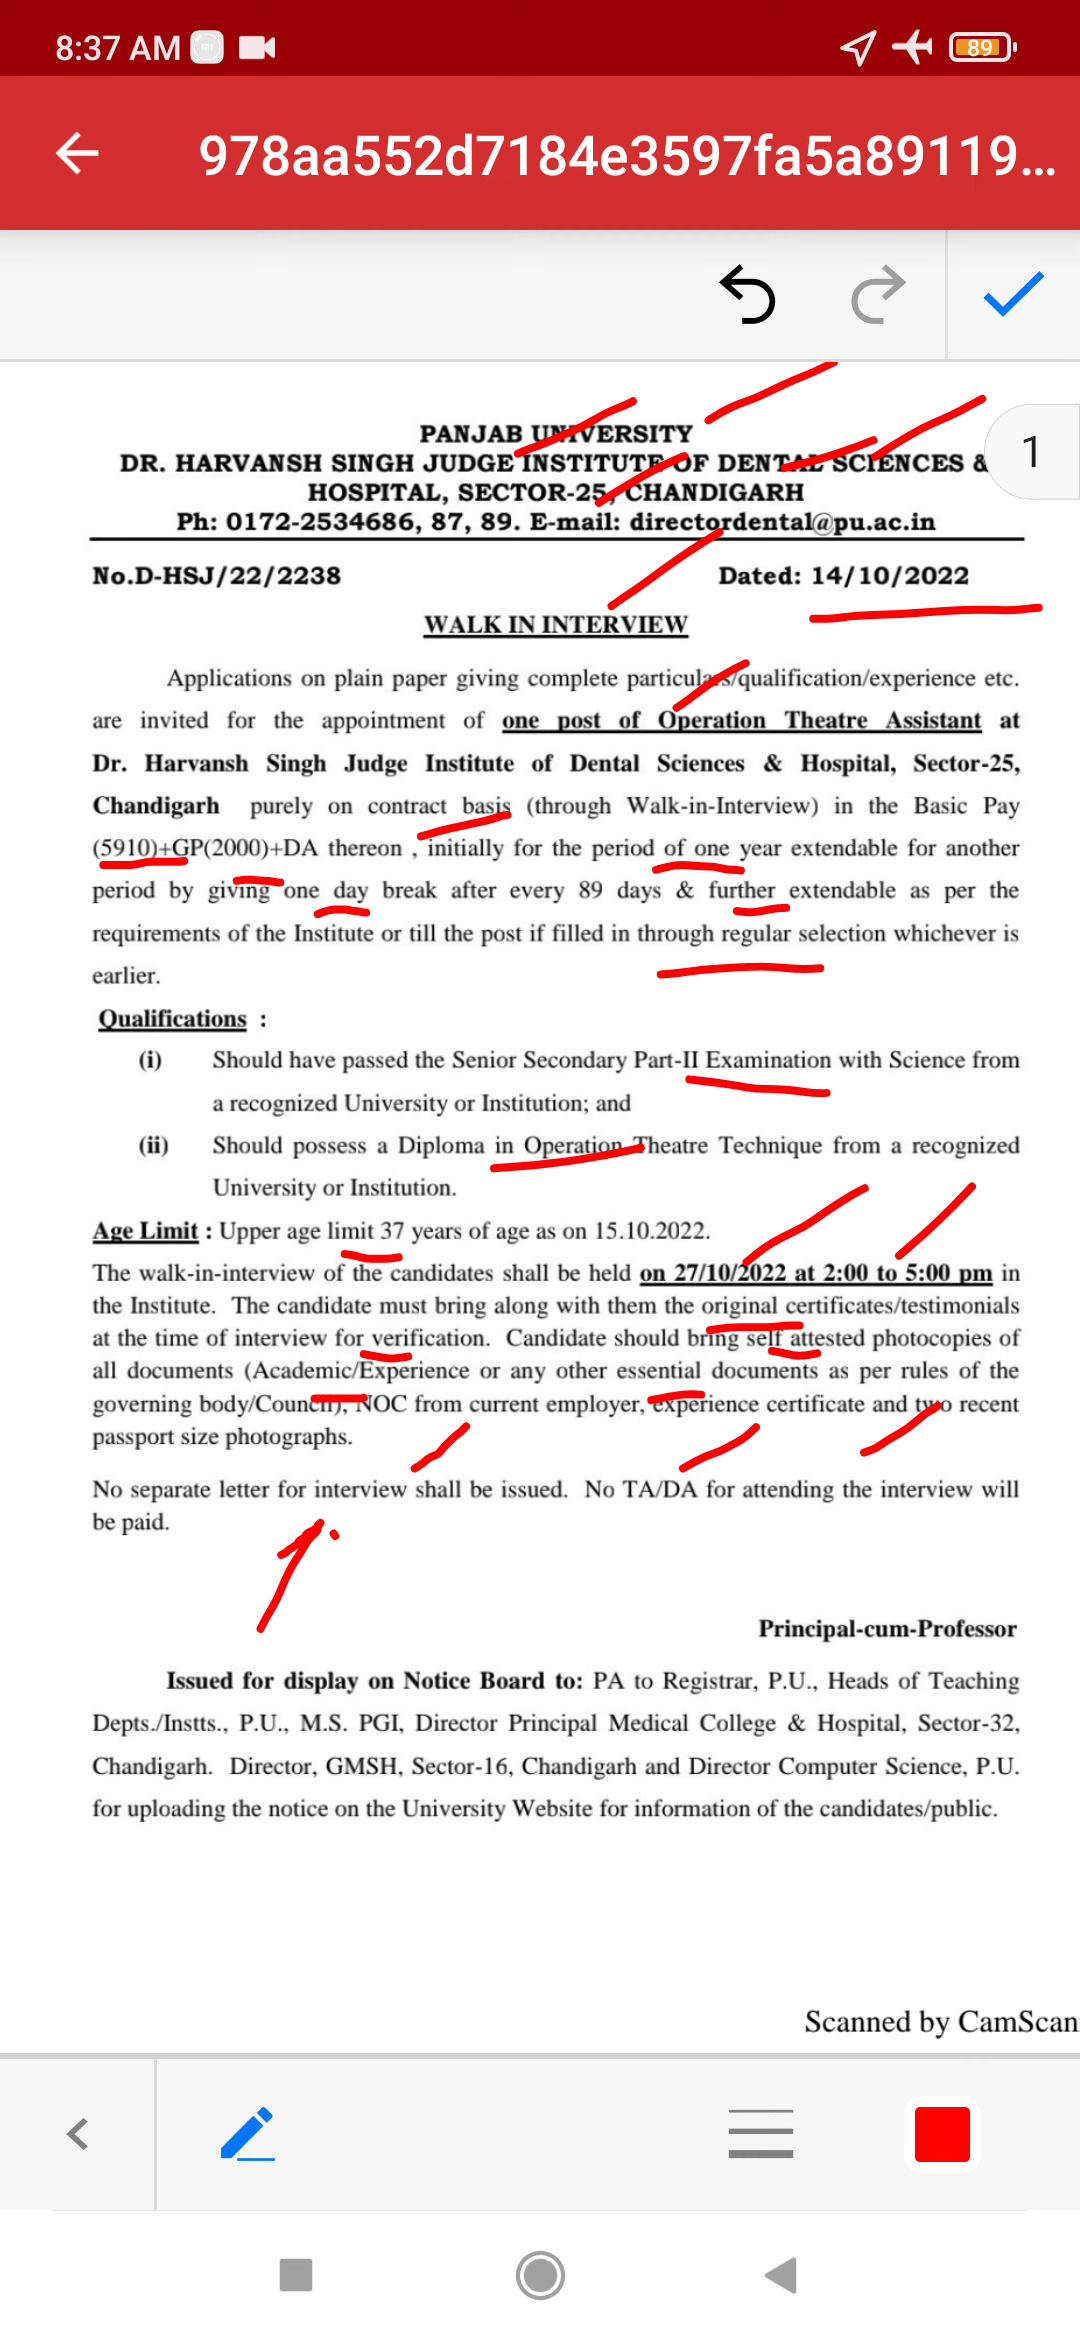 8:37 AM
89
978aa552d7184e3597fa5a89119...
1
PANJAB UNIVERSITY
DR. HARVANSH SINGH JUDGE INSTITUTE OF DENTAL SCIENCES &
HOSPITAL, SECTOR-25, CHANDIGARH
Ph: 0172-2534686, 87, 89. E-mail: directordental@pu.ac.in
No.D-HSJ/22/2238 Dated: 14/10/2022
WALK IN INTERVIEW
Applications on plain paper giving complete particulars/qualification/experience etc.
are invited for the appointment of one post of Operation Theatre Assistant at
Dr. Harvansh Singh Judge Institute of Dental Sciences & Hospital, Sector-25,
Chandigarh purely on contract basis (through Walk-in-Interview) in the Basic Pay
(5910)+GP(2000)+DA thereon , initially for the period of one year extendable for another
period by giving one day break after every 89 days & further extendable as per the
requirements of the Institute or till the post if filled in through regular selection whichever is
earlier.
Qualifications :
(i) Should have passed the Senior Secondary Part-II Examination with Science from
a recognized University or Institution; and
(ii) Should possess a Diploma in Operation Theatre Technique from a recognized
University or Institution.
Age Limit : Upper age limit 37 years of age as on 15.10.2022.
The walk-in-interview of the candidates shall be held on 27/10/2022 at 2:00 to 5:00 pm in
the Institute. The candidate must bring along with them the original certificates/testimonials
at the time of interview for verification. Candidate should bring self attested photocopies of
all documents (Academic/Experience or any other essential documents as per rules of the
governing body/Council), NOC from current employer, experience certificate and two recent
passport size photographs.
No separate letter for interview shall be issued. No TA/DA for attending the interview will
be paid.
Principal-cum-Professor
Issued for display on Notice Board to: PA to Registrar, P.U., Heads of Teaching
Depts./Instts., P.U., M.S. PGI, Director Principal Medical College & Hospital, Sector-32,
Chandigarh. Director, GMSH, Sector-16, Chandigarh and Director Computer Science, P.U.
for uploading the notice on the University Website for information of the candidates/public.
Scanned by CamScan